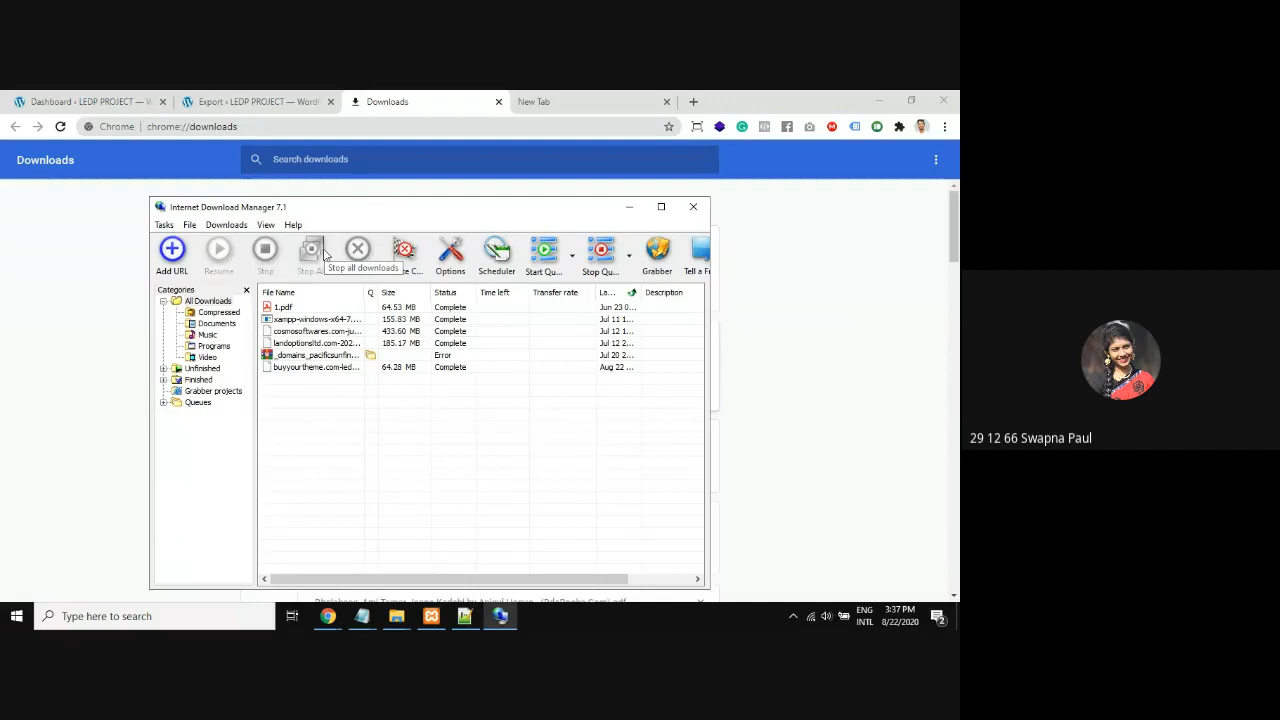 Dashboard ‹ LEDP PROJECT — W
Export ‹ LEDP PROJECT — WordP
Downloads
New Tab
Chrome | chrome://downloads
Downloads
Search downloads
Internet Download Manager 7.1
Tasks File Downloads View Help
Add URL
Resume
Stop
Stop A
e C...
Options
Scheduler
Start Qu...
Stop Qu...
Grabber
Tell a F
Stop all downloads
Categories
All Downloads
Compressed
Documents
Music
Programs
Video
Unfinished
Finished
Grabber projects
Queues
File Name Q Size Status Time left Transfer rate La... Description
1.pdf 64.53 MB Complete Jun 23 0...
xampp-windows-x64-7.... 155.83 MB Complete Jul 11 1...
cosmosoftwares.com-ju... 433.60 MB Complete Jul 12 1...
landoptionsltd.com-202... 185.17 MB Complete Jul 12 2...
_domains_pacificsunfin... Error Jul 20 2...
buyyourtheme.com-led... 64.28 MB Complete Aug 22 ...
Type here to search
ENG
INTL
3:37 PM
8/22/2020
2
29 12 66 Swapna Paul